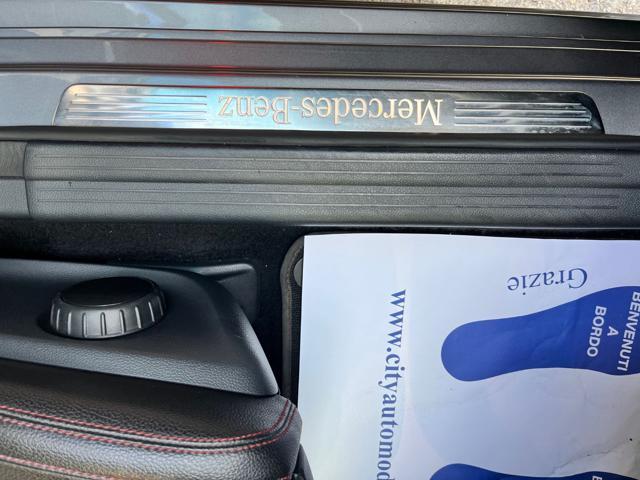 Mercedes-Benz
Grazie
BENVENUTI
A
BORDO
www.cityautomod